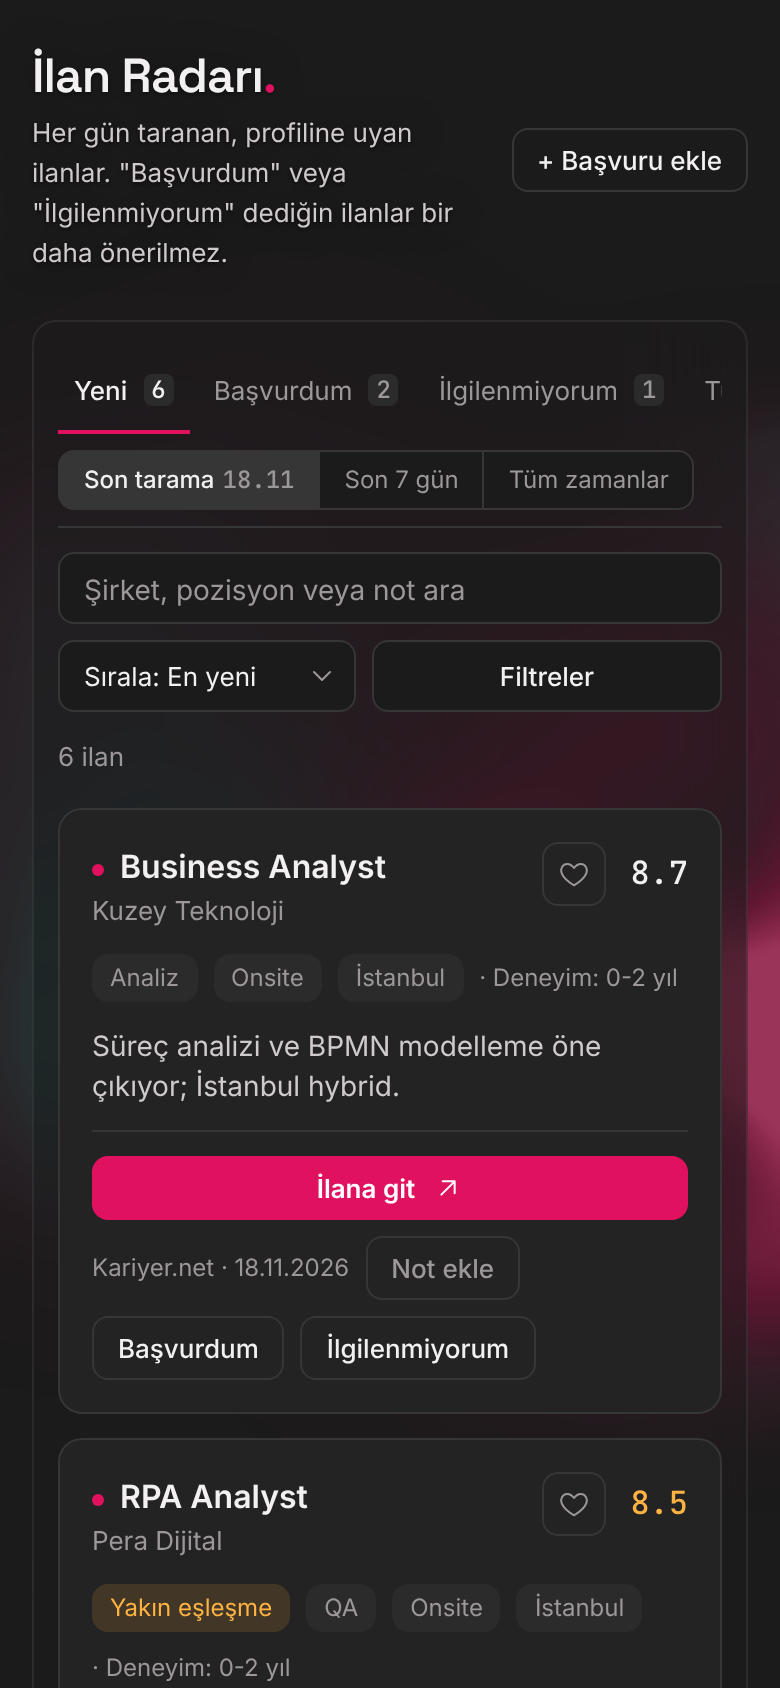 İlan Radarı.
Her gün taranan, profiline uyan
ilanlar. "Başvurdum" veya
"İlgilenmiyorum" dediğin ilanlar bir
daha önerilmez.
+ Başvuru ekle
Yeni 6 Başvurdum 2 İlgilenmiyorum 1
Son tarama 18.11 Son 7 gün Tüm zamanlar
Şirket, pozisyon veya not ara
Sırala: En yeni Filtreler
6 ilan
Business Analyst 8.7
Kuzey Teknoloji
Analiz Onsite İstanbul · Deneyim: 0-2 yıl
Süreç analizi ve BPMN modelleme öne
çıkıyor; İstanbul hybrid.
İlana git
Kariyer.net · 18.11.2026 Not ekle
Başvurdum İlgilenmiyorum
RPA Analyst 8.5
Pera Dijital
Yakın eşleşme QA Onsite İstanbul
· Deneyim: 0-2 yıl